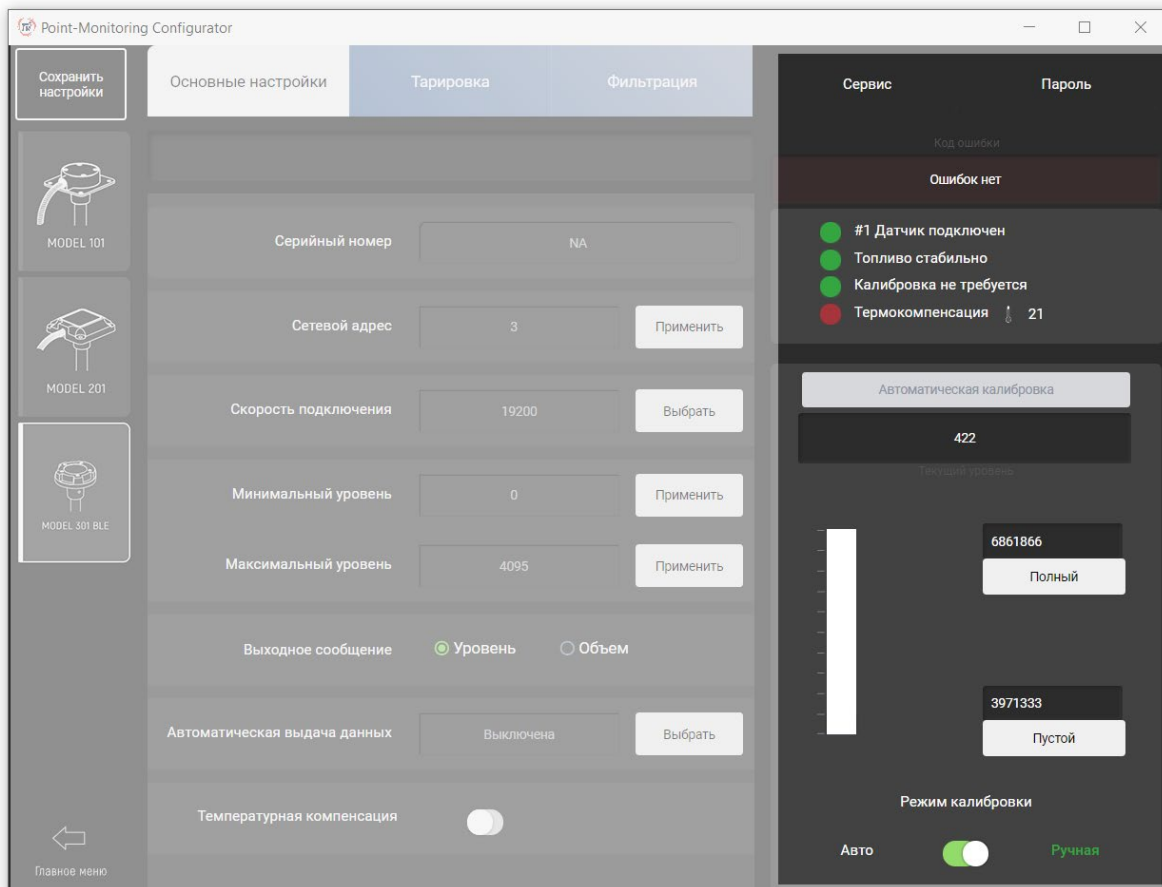 Point-Monitoring Configurator
Сохранить
настройки
Основные настройки
Тарировка
Фильтрация
Сервис
Пароль
Код ошибки
Ошибок нет
MODEL 101
MODEL 201
MODEL 301 BLE
Главное меню
Серийный номер
NA
Сетевой адрес
3
Применить
Скорость подключения
19200
Выбрать
Минимальный уровень
0
Применить
Максимальный уровень
4095
Применить
Выходное сообщение
Уровень
Объем
Автоматическая выдача данных
Выключена
Выбрать
Температурная компенсация
#1 Датчик подключен
Топливо стабильно
Калибровка не требуется
Термокомпенсация 21
Автоматическая калибровка
422
Текущий уровень
6861866
Полный
3971333
Пустой
Режим калибровки
Авто
Ручная